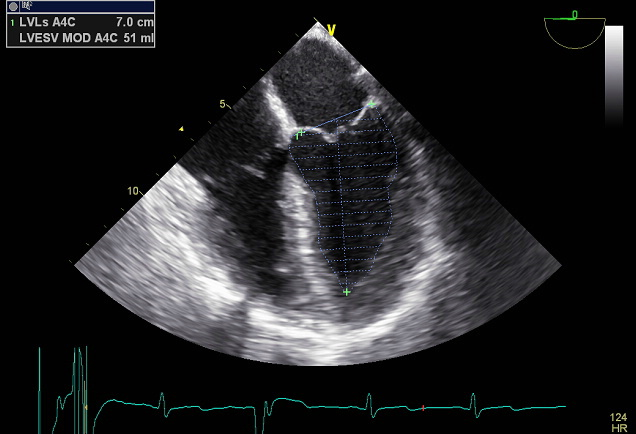 1 LVLs A4C 7.0 cm
LVESV MOD A4C 51 ml
V
0
5
10
124
HR